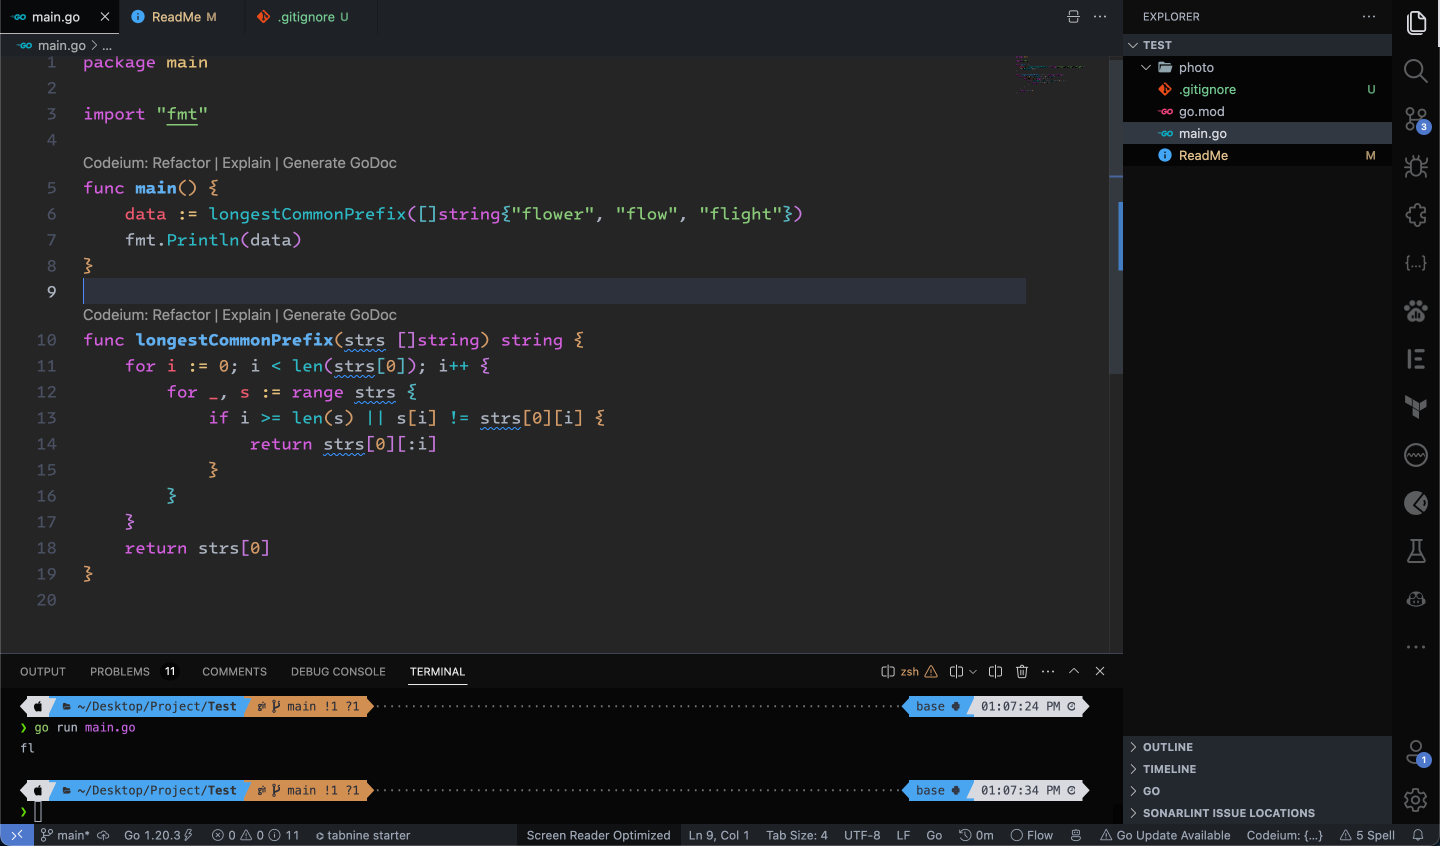 main.go
ReadMe M
.gitignore U
main.go > ...
1 package main
2
3 import "fmt"
4
Codeium: Refactor | Explain | Generate GoDoc
5 func main() {
6 data := longestCommonPrefix([]string{"flower", "flow", "flight"})
7 fmt.Println(data)
8 }
9
Codeium: Refactor | Explain | Generate GoDoc
10 func longestCommonPrefix(strs []string) string {
11 for i := 0; i < len(strs[0]); i++ {
12 for _, s := range strs {
13 if i >= len(s) || s[i] != strs[0][i] {
14 return strs[0][:i]
15 }
16 }
17 }
18 return strs[0]
19 }
20
OUTPUT PROBLEMS 11 COMMENTS DEBUG CONSOLE TERMINAL
zsh
~/Desktop/Project/Test main !1 ?1 base 01:07:24 PM
❯ go run main.go
fl
~/Desktop/Project/Test main !1 ?1 base 01:07:34 PM
❯
EXPLORER
TEST
photo
.gitignore U
go.mod
main.go
ReadMe M
OUTLINE
TIMELINE
GO
SONARLINT ISSUE LOCATIONS
3
{...}
1
main* Go 1.20.3 0 0 11 tabnine starter Screen Reader Optimized Ln 9, Col 1 Tab Size: 4 UTF-8 LF Go 0m Flow Go Update Available Codeium: {...} 5 Spell